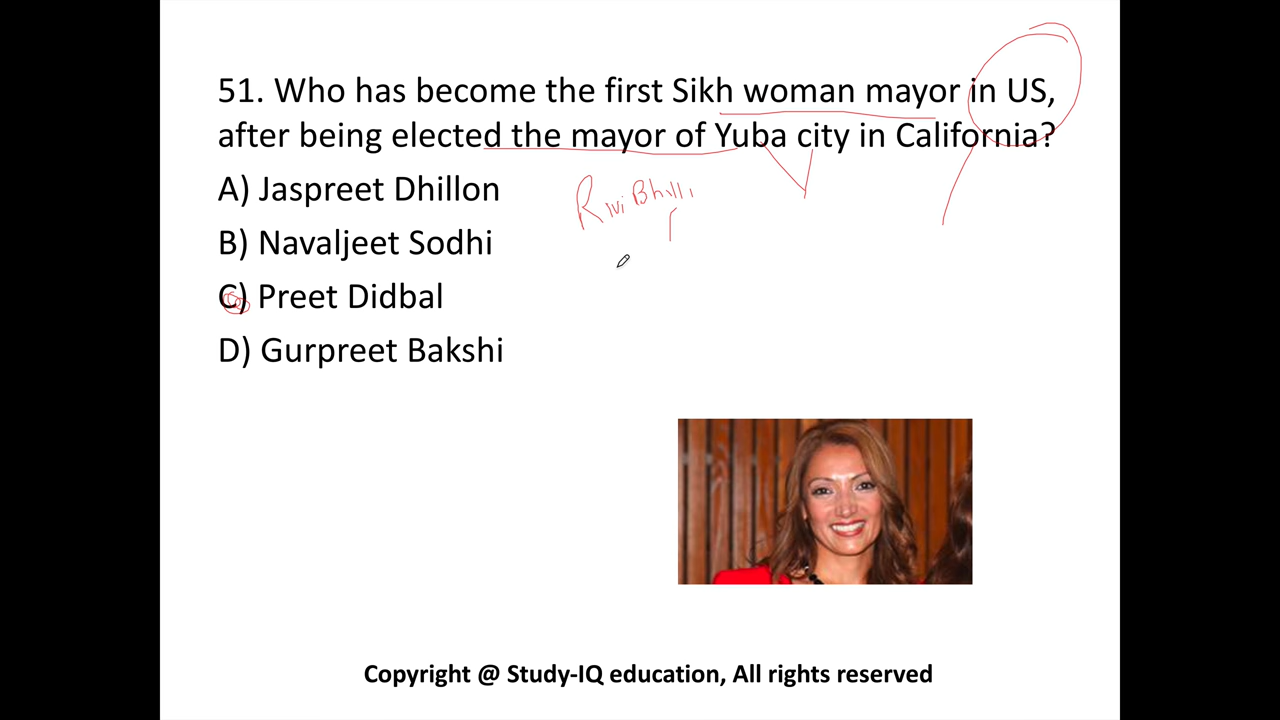 51. Who has become the first Sikh woman mayor in US,
after being elected the mayor of Yuba city in California?
A) Jaspreet Dhillon
B) Navaljeet Sodhi
C) Preet Didbal
D) Gurpreet Bakshi
Copyright @ Study-IQ education, All rights reserved